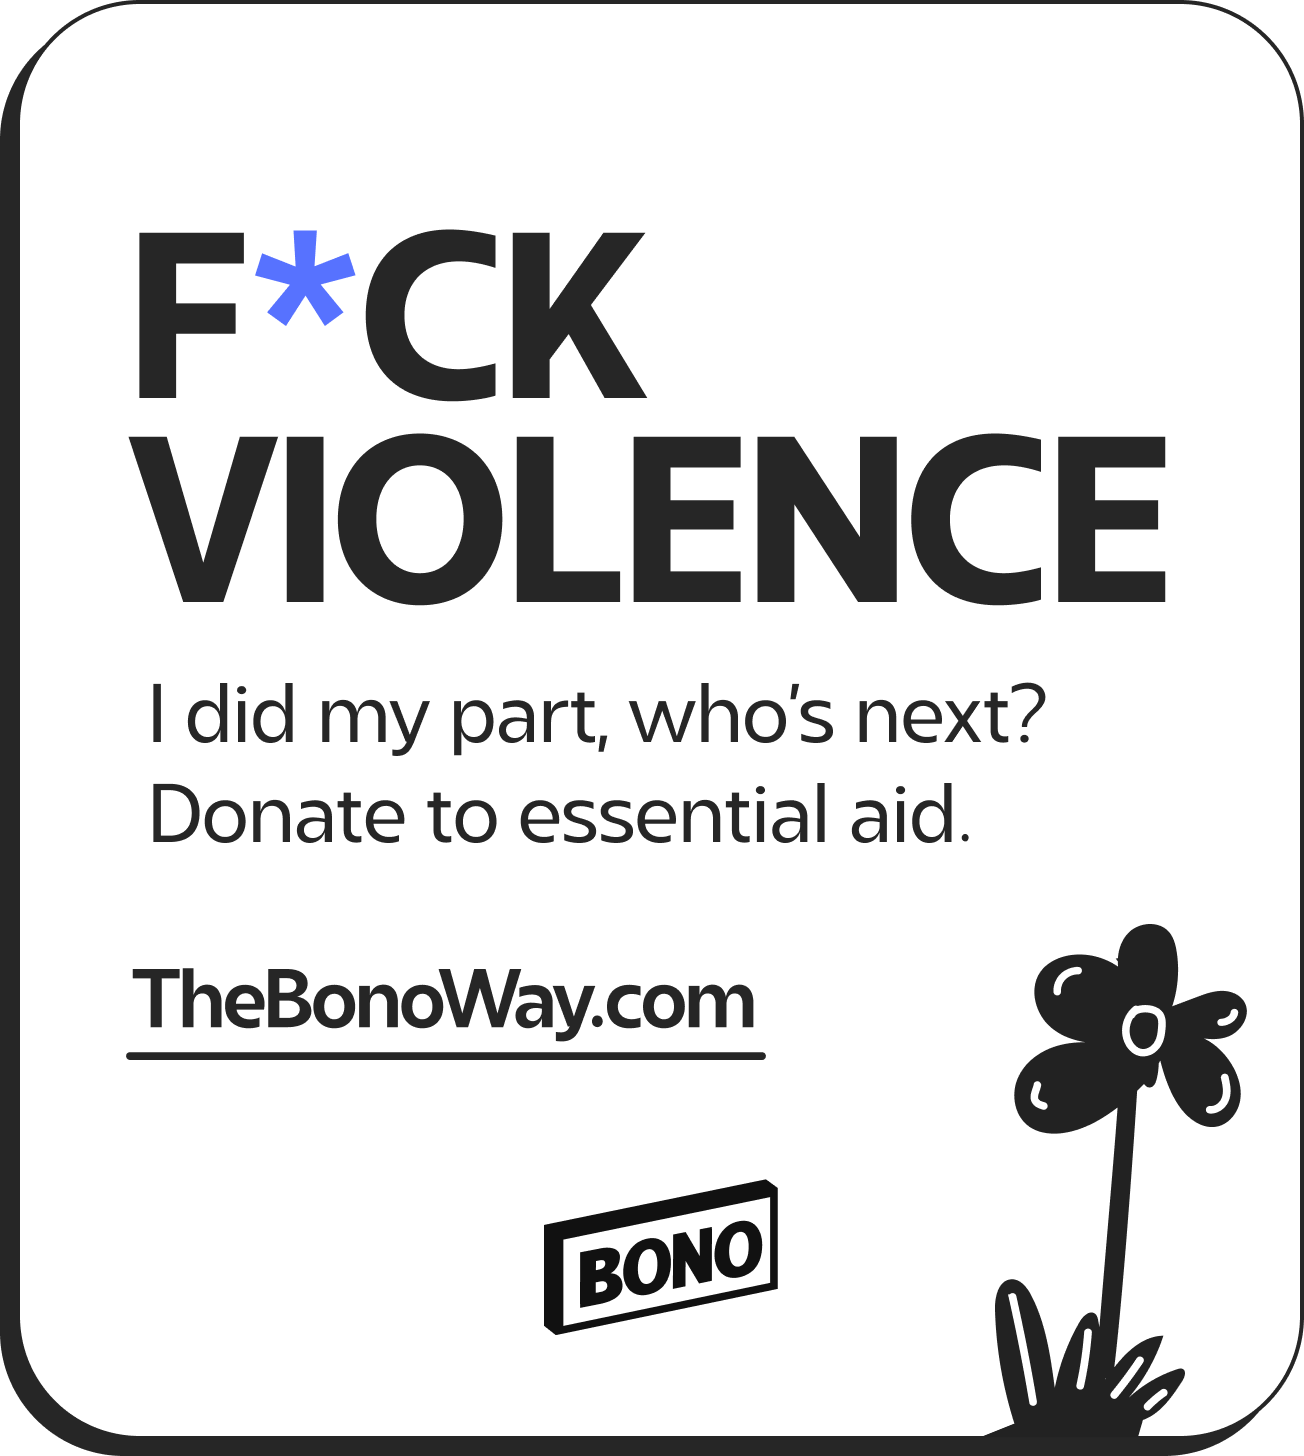 F*CK
VIOLENCE
I did my part, who’s next?
Donate to essential aid.
TheBonoWay.com
BONO